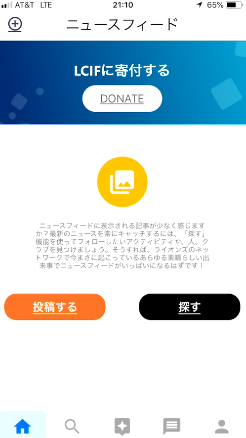 AT&T LTE 21:10 65%
ニュースフィード
LCIFに寄付する
DONATE
ニュースフィードに表示される記事が少なく感じます
か？最新のニュースを常にキャッチするには、「探す」
機能を使ってフォローしたいアクティビティや、人、ク
ラブを見つけましょう。そうすれば、ライオンズのネッ
トワークで今まさに起こっているあらゆる素晴らしい出
来事でニュースフィードがいっぱいになるはずです！
投稿する 探す